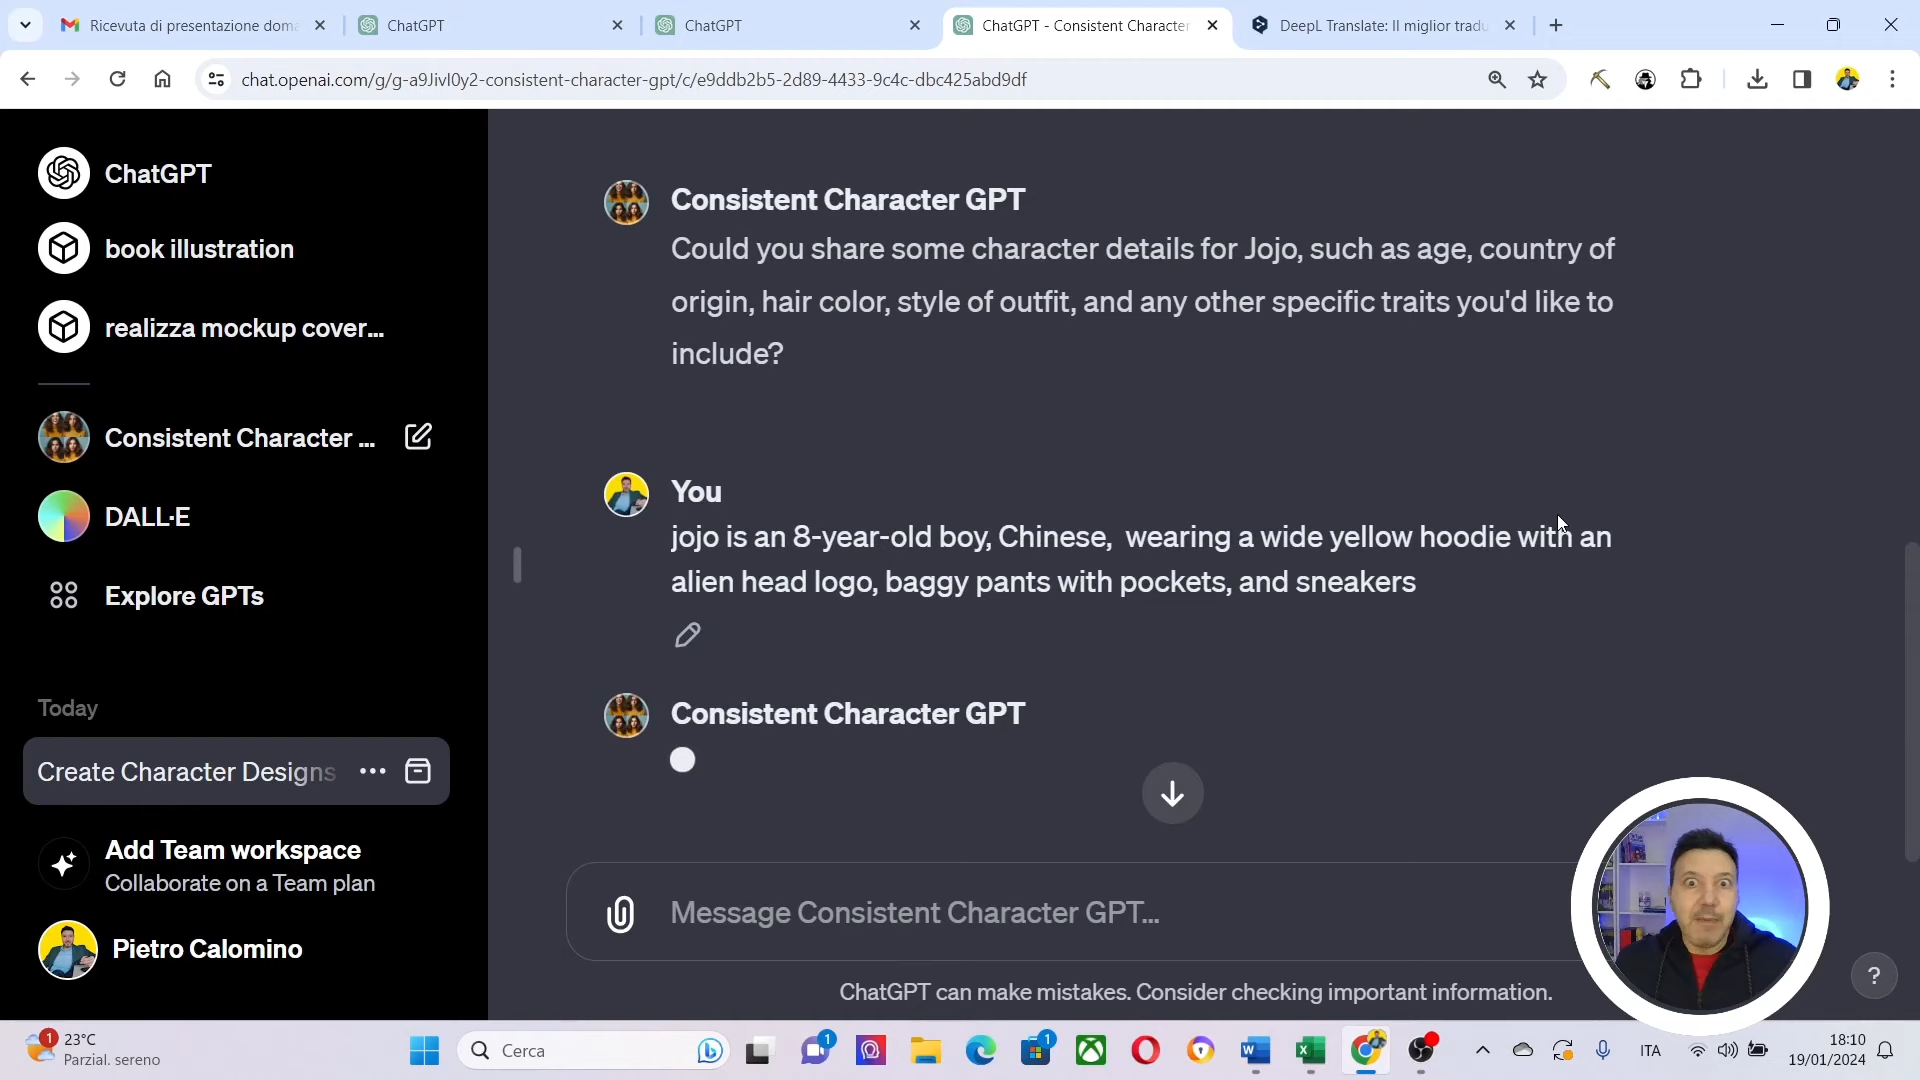 Ricevuta di presentazione doma
ChatGPT
ChatGPT
ChatGPT - Consistent Character
DeepL Translate: Il miglior tradu
chat.openai.com/g/g-a9JivI0y2-consistent-character-gpt/c/e9ddb2b5-2d89-4433-9c4c-dbc425abd9df
ChatGPT
book illustration
realizza mockup cover...
Consistent Character ...
DALL·E
Explore GPTs
Today
Create Character Designs
Add Team workspace
Collaborate on a Team plan
Pietro Calomino
Consistent Character GPT
Could you share some character details for Jojo, such as age, country of
origin, hair color, style of outfit, and any other specific traits you'd like to
include?
You
jojo is an 8-year-old boy, Chinese,  wearing a wide yellow hoodie with an
alien head logo, baggy pants with pockets, and sneakers
Consistent Character GPT
Message Consistent Character GPT...
ChatGPT can make mistakes. Consider checking important information.
?
1
23°C
Parzial. sereno
Cerca
1
1
ITA
18:10
19/01/2024